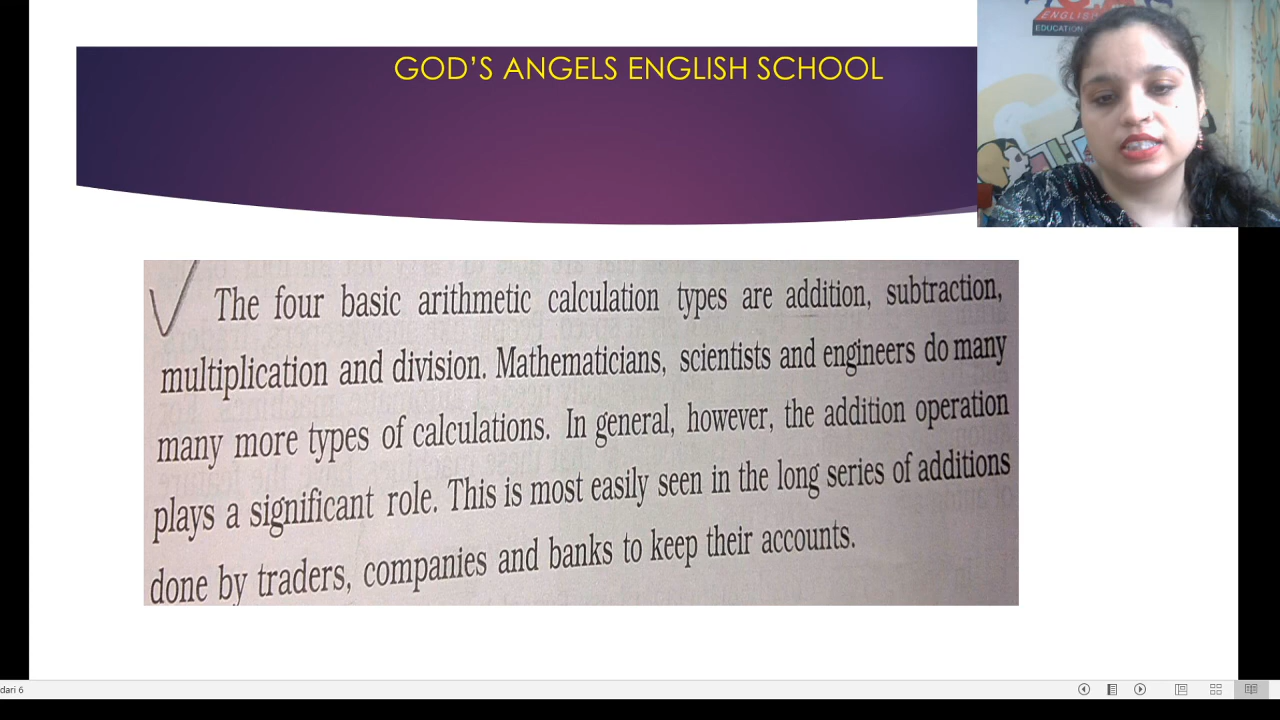 GOD'S ANGELS ENGLISH SCHOOL
ENGLISH
EDUCATION
The four basic arithmetic calculation types are addition, subtraction,
multiplication and division. Mathematicians, scientists and engineers do many
many more types of calculations. In general, however, the addition operation
plays a significant role. This is most easily seen in the long series of additions
done by traders, companies and banks to keep their accounts.
dari 6